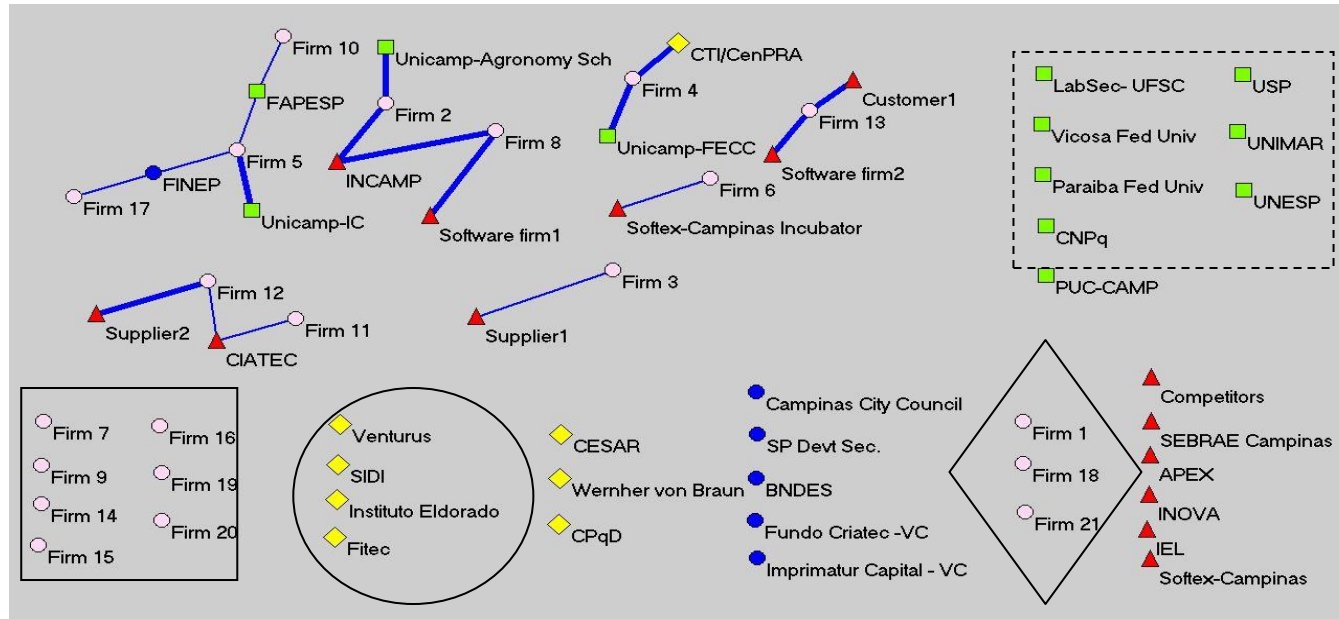 Firm 10
Unicamp-Agronomy Sch
CTI/CenPRA
FAPESP
Firm 2
Firm 4
Customer1
Firm 5
Firm 8
Unicamp-FECC
Firm 13
FINEP
INCAMP
Software firm2
Firm 17
Unicamp-IC
Software firm1
Firm 6
Softex-Campinas Incubator
LabSec- UFSC
USP
Vicosa Fed Univ
UNIMAR
Paraiba Fed Univ
UNESP
CNPq
PUC-CAMP
Firm 12
Firm 3
Supplier2
Firm 11
Supplier1
CIATEC
Firm 7
Firm 16
Firm 9
Firm 19
Firm 14
Firm 20
Firm 15
Venturus
SIDI
Instituto Eldorado
Fitec
CESAR
Wernher von Braun
CPqD
Campinas City Council
SP Devt Sec.
BNDES
Fundo Criatec -VC
Imprimatur Capital - VC
Firm 1
Firm 18
Firm 21
Competitors
SEBRAE Campinas
APEX
INOVA
IEL
Softex-Campinas